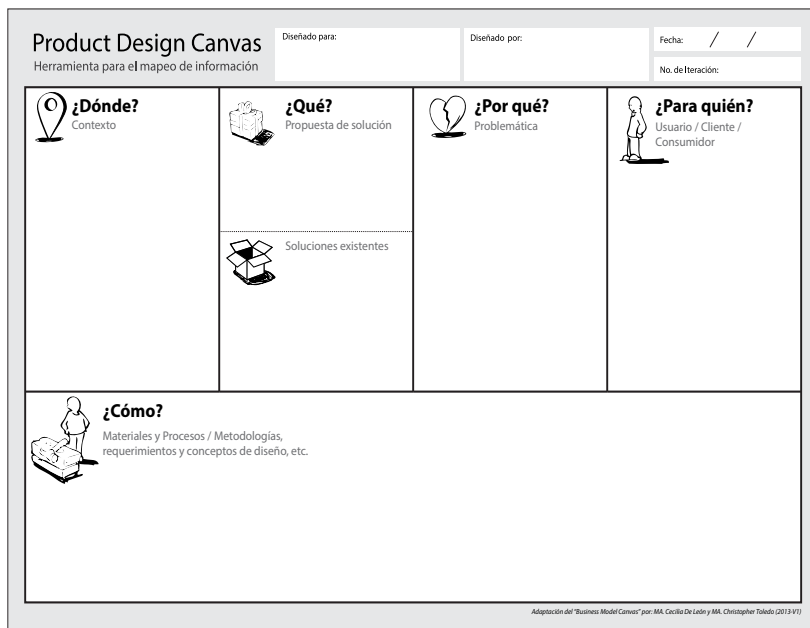 Product Design Canvas
Herramienta para el mapeo de información
Diseñado para:
Diseñado por:
Fecha: / /
No. de Iteración:
¿Dónde?
Contexto
¿Qué?
Propuesta de solución
Soluciones existentes
¿Por qué?
Problemática
¿Para quién?
Usuario / Cliente /
Consumidor
¿Cómo?
Materiales y Procesos / Metodologías,
requerimientos y conceptos de diseño, etc.
Adaptación del "Business Model Canvas" por: MA. Cecilia De León y MA. Christopher Toledo (2013-V1)